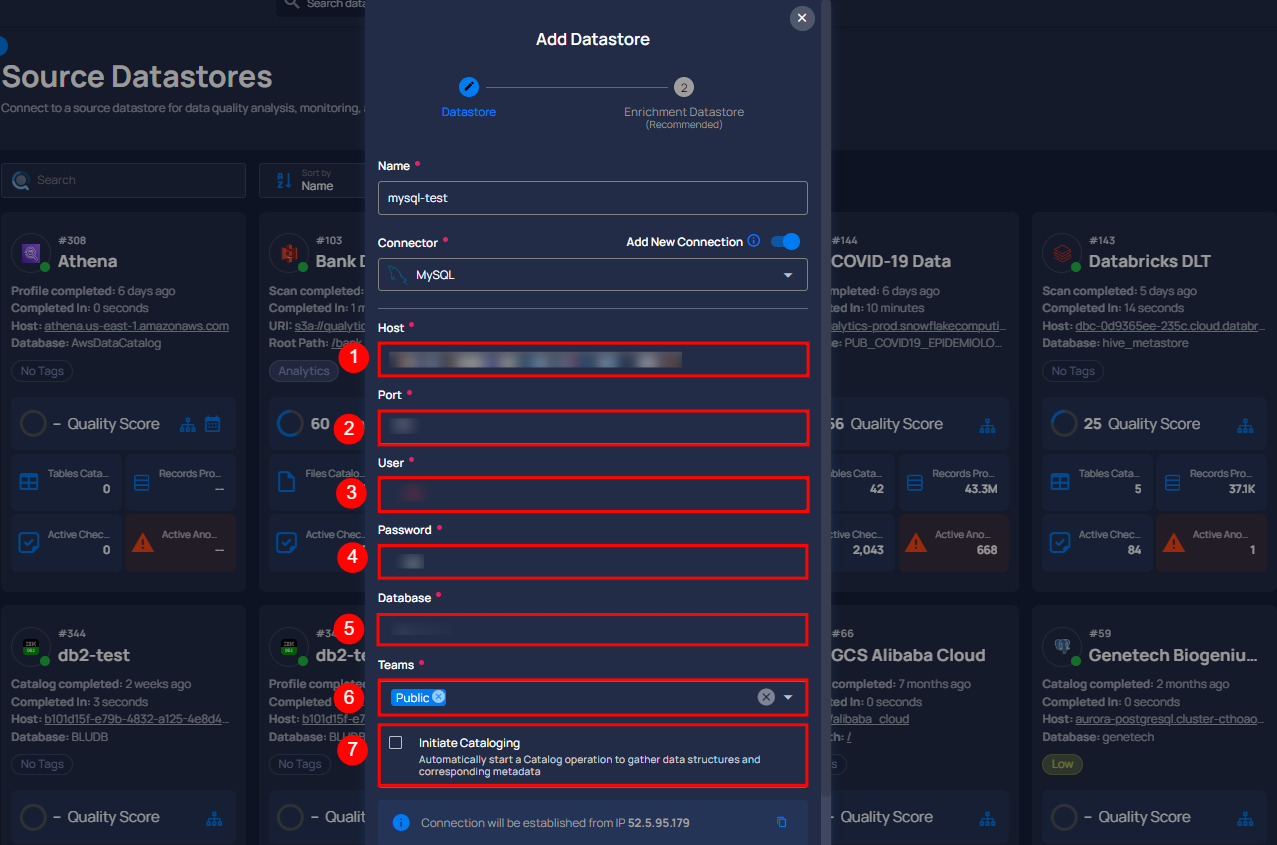 Search data
Add Datastore
2
Datastore
Enrichment Datastore
(Recommended)
Source Datastores
Connect to a source datastore for data quality analysis, monitoring,
Search
Sort by
Name
Name *
mysql-test
Connector *
Add New Connection
MySQL
Host *
1
Port *
2
User *
3
Password *
4
Database *
5
Teams *
6
Public
7
Initiate Cataloging
Automatically start a Catalog operation to gather data structures and
corresponding metadata
Connection will be established from IP 52.5.95.179
#308
Athena
Profile completed: 6 days ago
Completed In: 0 seconds
Host: athena.us-east-1.amazonaws.com
Database: AwsDataCatalog
No Tags
– Quality Score
Tables Cata...
0
Records Pro...
--
Active Chec...
0
Active Ano...
--
#103
Bank D
Scan completed:
Completed In: 1 m
URI: s3a://qualytic
Root Path: /bank
Analytics
60
Files Catalo
Active Chec
#144
COVID-19 Data
mpleted: 6 days ago
d In: 10 minutes
alytics-prod.snowflakecomputi...
e: PUB_COVID19_EPIDEMIOLO...
56 Quality Score
bles Cata...
42
Records Pro...
43.3M
ctive Chec...
2,043
Active Ano...
668
#143
Databricks DLT
Scan completed: 5 days ago
Completed In: 14 seconds
Host: dbc-0d9365ee-235c.cloud.databr...
Database: hive_metastore
No Tags
25 Quality Score
Tables Cata...
5
Records Pro...
37.1K
Active Chec...
84
Active Ano...
1
#344
db2-test
Catalog completed: 2 weeks ago
Completed In: 3 seconds
Host: b101d15f-e79b-4832-a125-4e8d4...
Database: BLUDB
No Tags
– Quality Score
#34
db2-te
Profile complete
Completed In: 0
Host: b101d15f-e7
Database: BLU
No Tags
– Qualit
#66
GCS Alibaba Cloud
completed: 7 months ago
d In: 0 seconds
/alibaba_cloud
th: /
s
– Quality Score
#59
Genetech Biogeniu...
Catalog completed: 2 months ago
Completed In: 0 seconds
Host: aurora-postgresql.cluster-cthoao...
Database: genetech
Low
– Quality Score